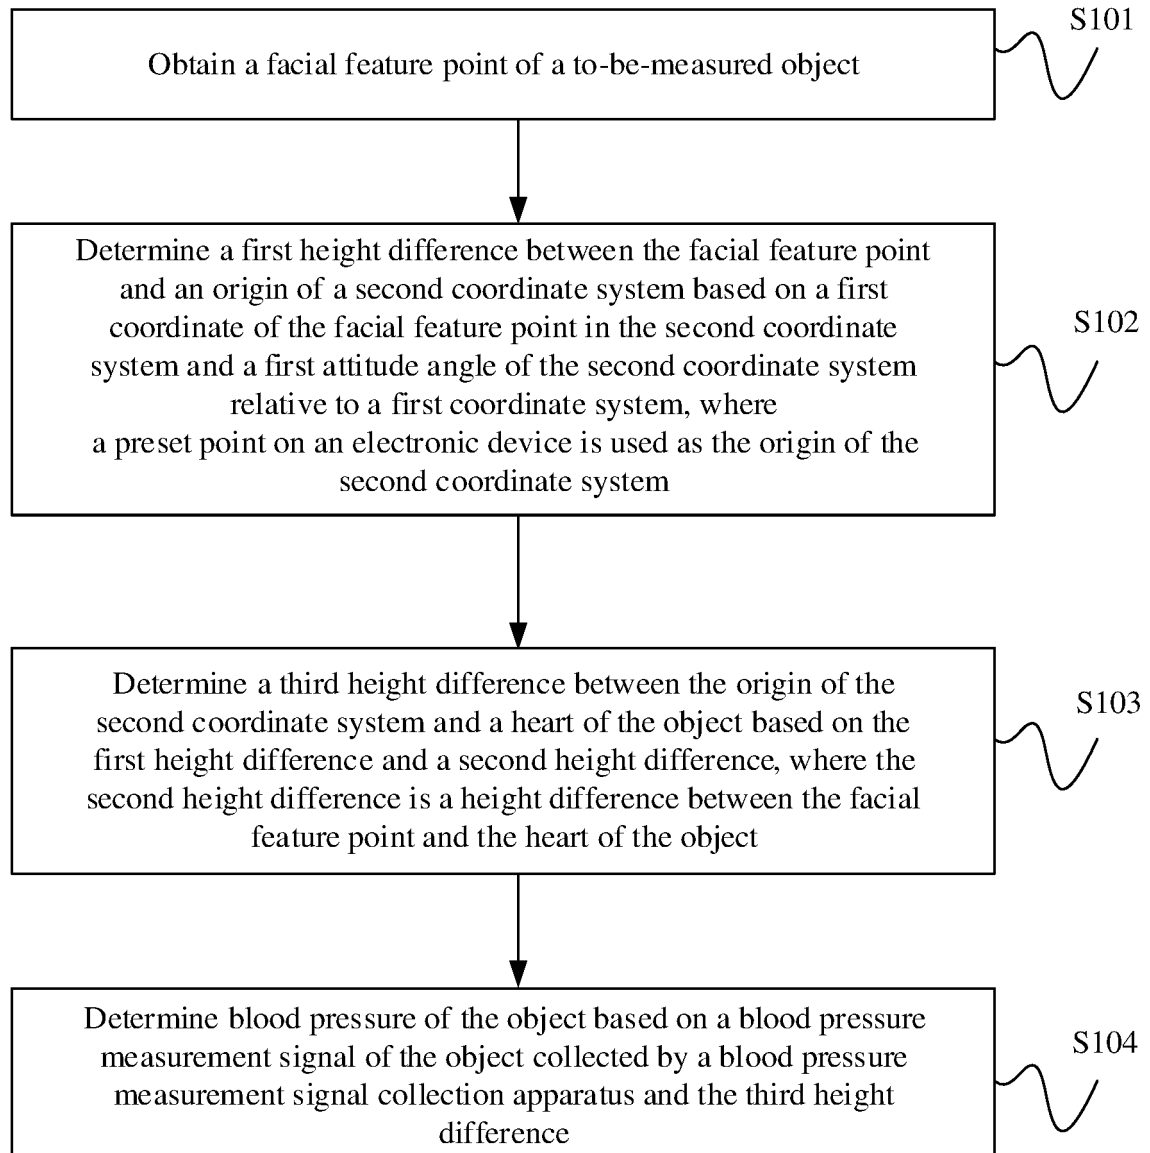 S101
Obtain a facial feature point of a to-be-measured object
Determine a first height difference between the facial feature point
and an origin of a second coordinate system based on a first
coordinate of the facial feature point in the second coordinate
system and a first attitude angle of the second coordinate system
relative to a first coordinate system, where
a preset point on an electronic device is used as the origin of the
second coordinate system
S102
Determine a third height difference between the origin of the
second coordinate system and a heart of the object based on the
first height difference and a second height difference, where the
second height difference is a height difference between the facial
feature point and the heart of the object
S103
Determine blood pressure of the object based on a blood pressure
measurement signal of the object collected by a blood pressure
measurement signal collection apparatus and the third height
difference
S104